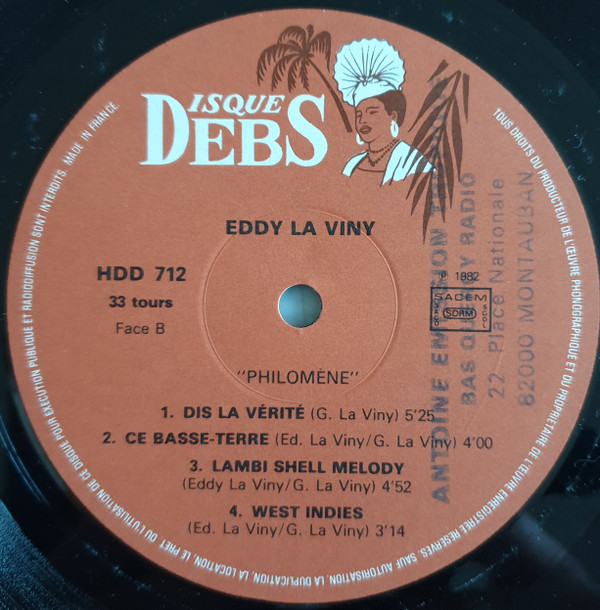 DISQUE
DEBS
EDDY LA VINY
HDD 712
33 tours
Face B
℗ 1982
SACEM
SDRM
SACD
SGDL
"PHILOMÈNE"
1. DIS LA VÉRITÉ (G. La Viny) 5'25
2. CE BASSE-TERRE (Ed. La Viny/G. La Viny) 4'00
3. LAMBI SHELL MELODY
(Eddy La Viny/G. La Viny) 4'52
4. WEST INDIES
(Ed. La Viny/G. La Viny) 3'14
TOUS DROITS DU PRODUCTEUR DE L'ŒUVRE PHONOGRAPHIQUE ET DU PROPRIÉTAIRE DE L'ŒUVRE ENREGISTRÉE RÉSERVÉS. SAUF AUTORISATION, LA DUPLICATION, LA LOCATION, LE PRÊT OU L'UTILISATION DE CE DISQUE POUR EXÉCUTION PUBLIQUE ET RADIODIFFUSION SONT INTERDITS. MADE IN FRANCE.
ANTOINE
BAS QUERCY RADIO
22 Place Nationale
82000 MONTAUBAN